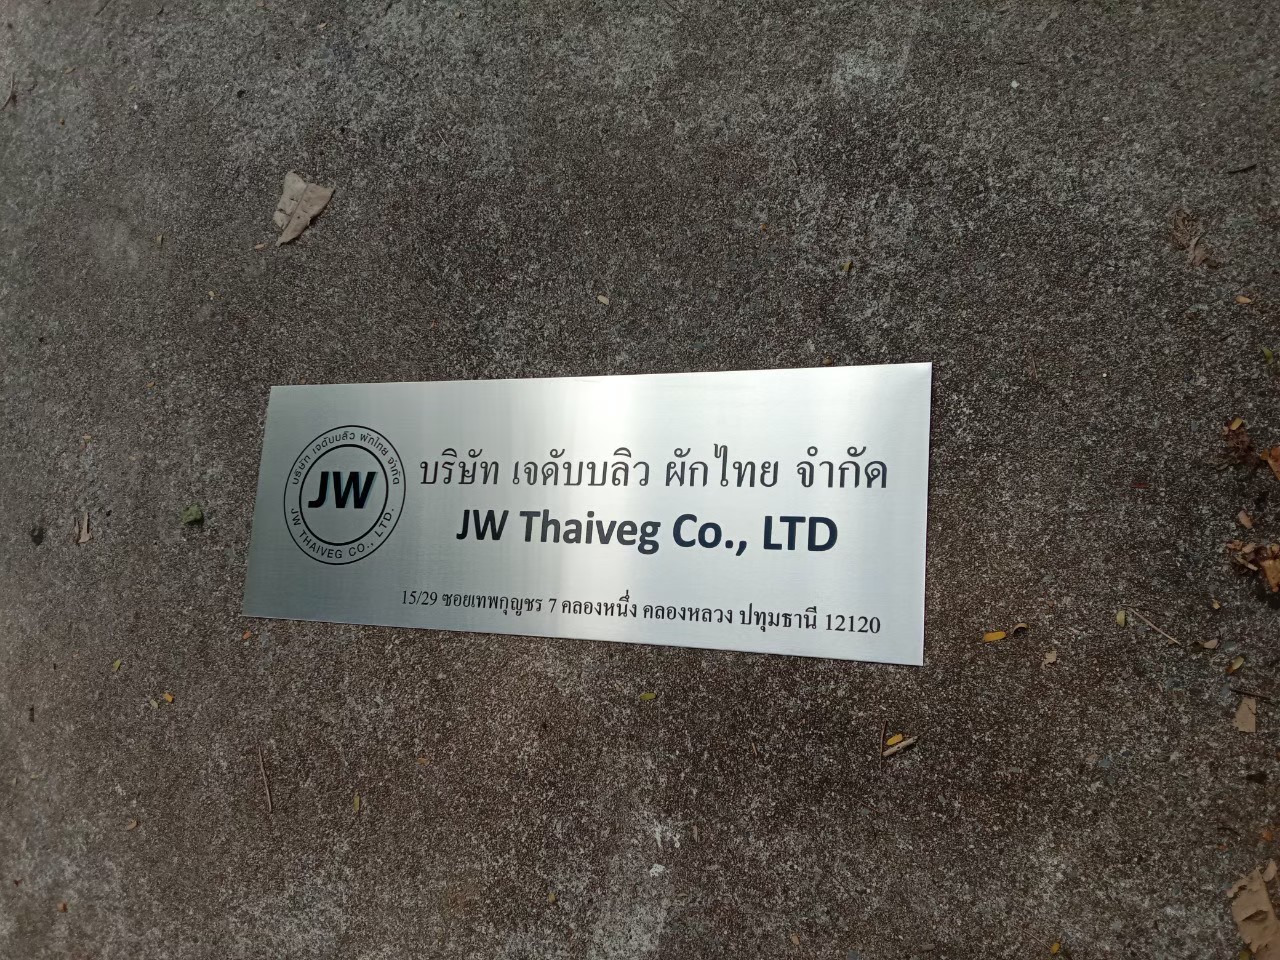 บริษัท เจดับบลิว ผักไทย จำกัด
JW
JW THAIVEG CO., LTD.
บริษัท เจดับบลิว ผักไทย จำกัด
JW Thaiveg Co., LTD
15/29 ซอยเทพกุญชร 7 คลองหนึ่ง คลองหลวง ปทุมธานี 12120